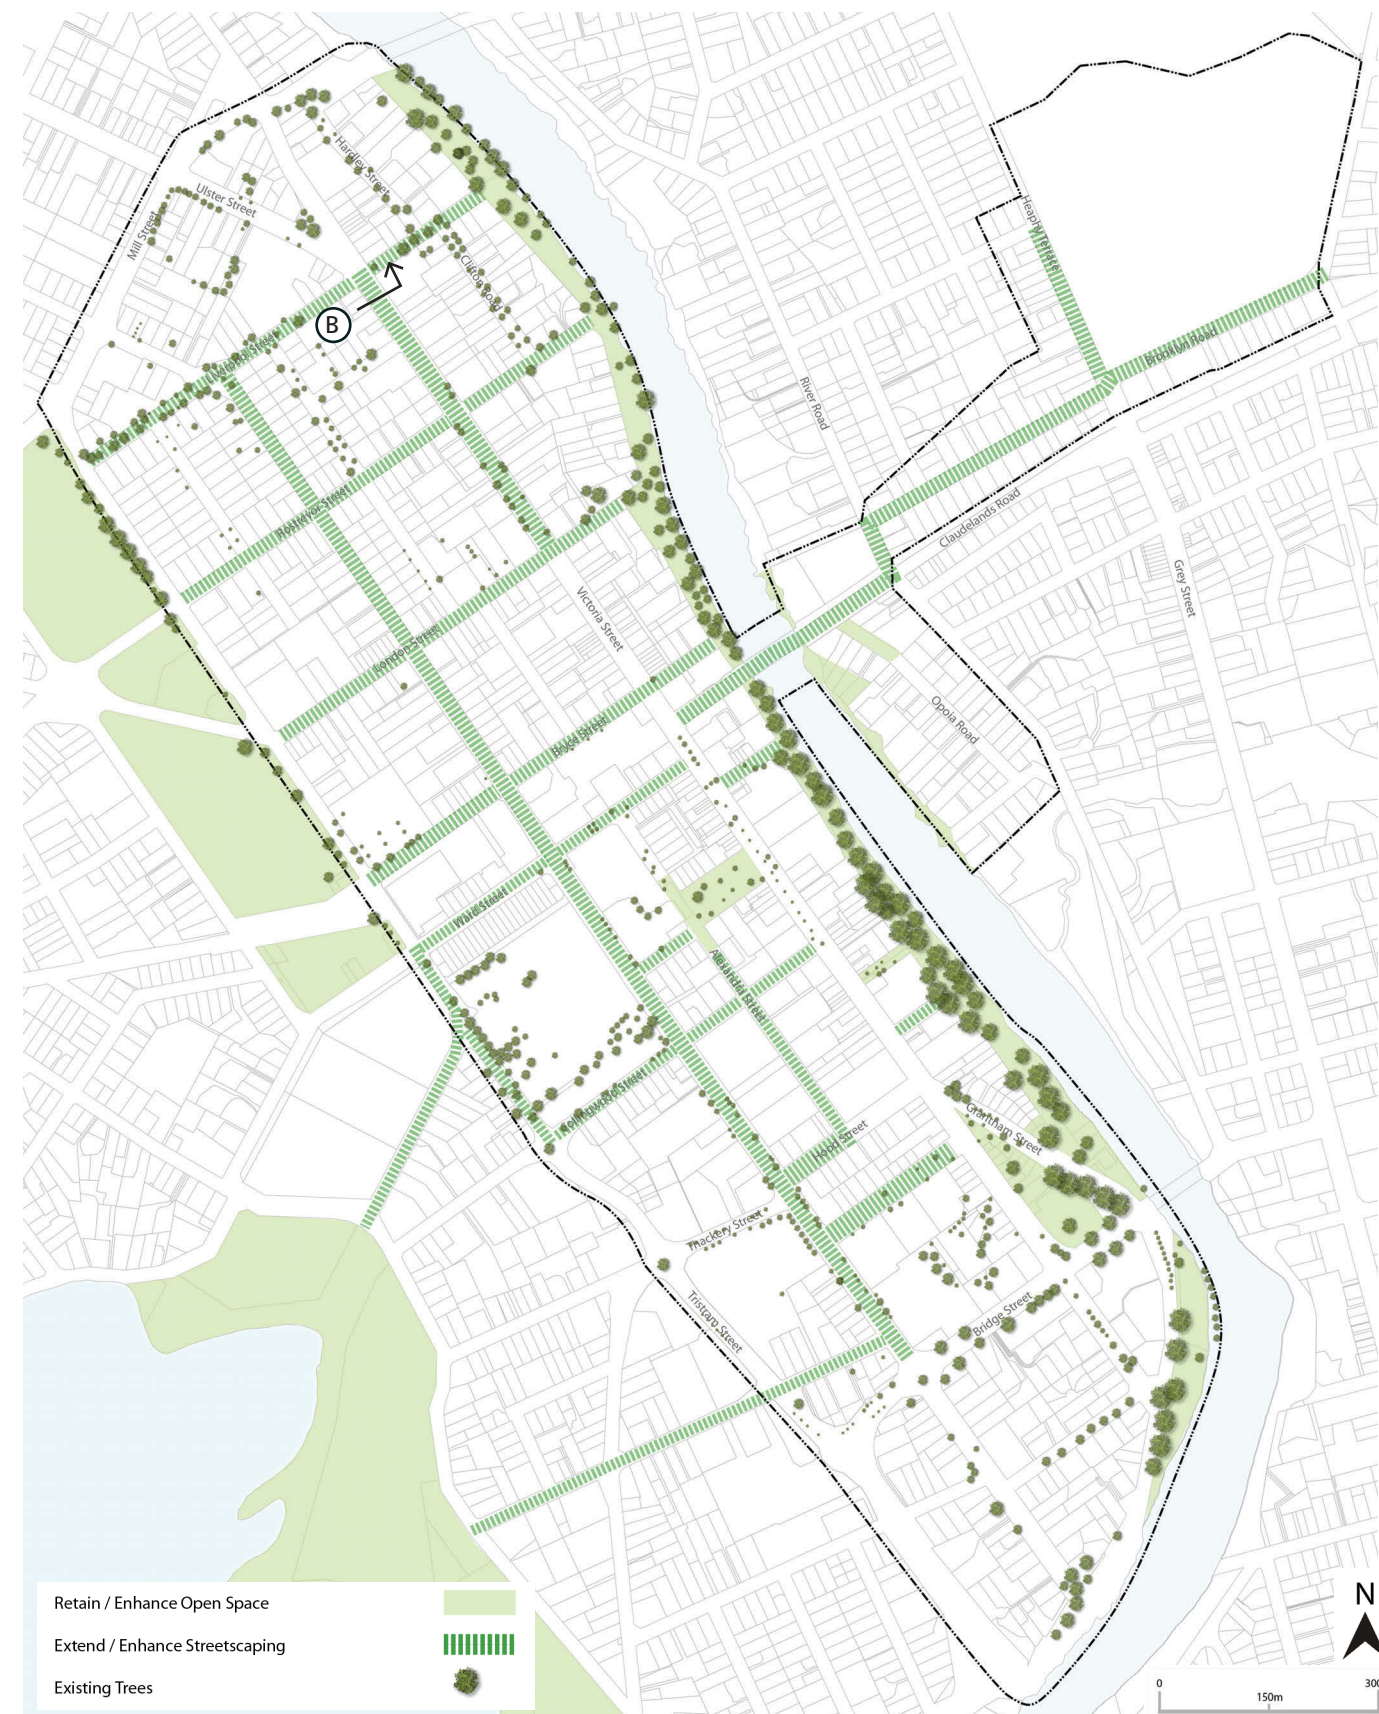 Hardley Street
Ulster Street
Mill Street
Clifton Road
Heaphy Terrace
B
Liverpool Street
Brooklyn Road
River Road
Rostrevor Street
Claudelands Road
Grey Street
Victoria Street
London Street
Opoia Road
Bryce Street
Ward Street
Alexandra Street
Collingwood Street
Grantham Street
Hood Street
Thackery Street
Tristram Street
Bridge Street
Retain / Enhance Open Space
Extend / Enhance Streetscaping
Existing Trees
N
0
150m
300